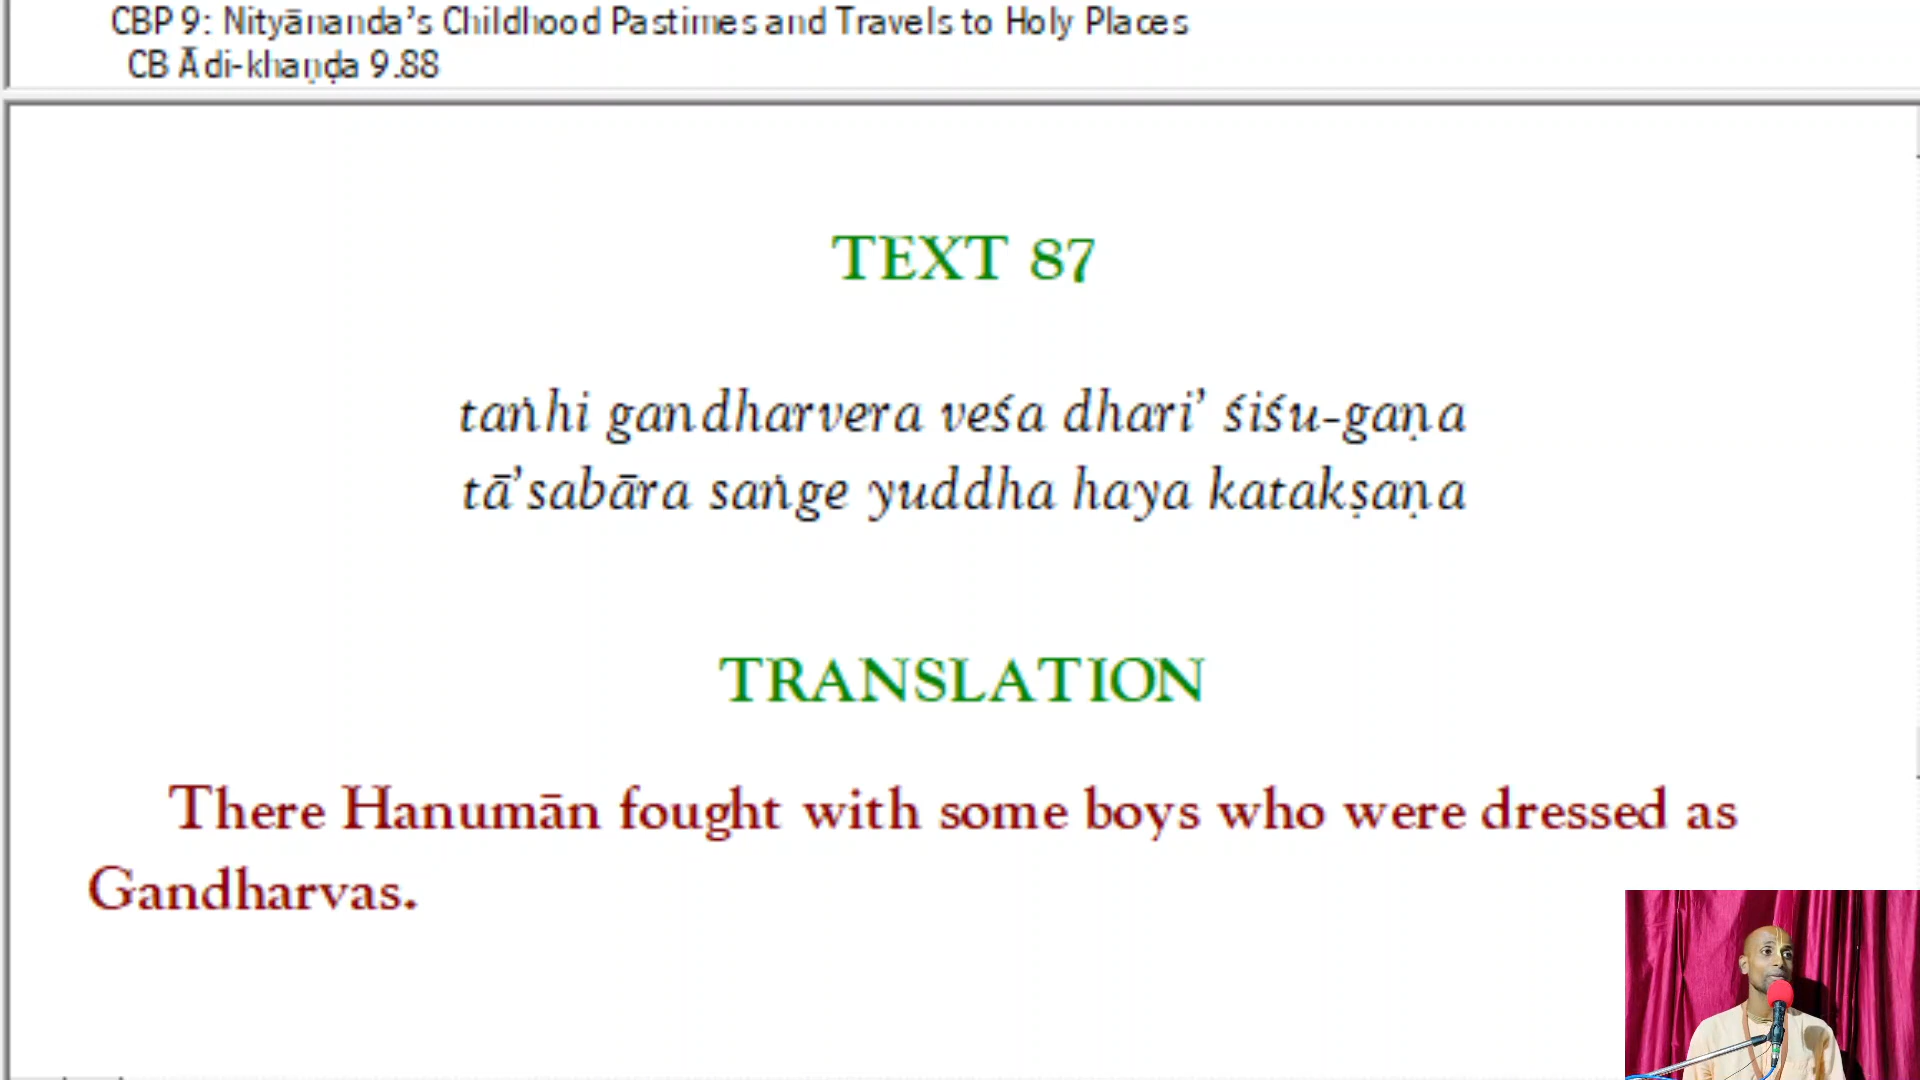 CBP 9: Nityānanda’s Childhood Pastimes and Travels to Holy Places
CB Ādi-khaṇḍa 9.88
TEXT 87
taṅhi gandharvera veśa dhari’ śiśu-gaṇa
tā’sabāra saṅge yuddha haya katakṣaṇa
TRANSLATION
There Hanumān fought with some boys who were dressed as
Gandharvas.